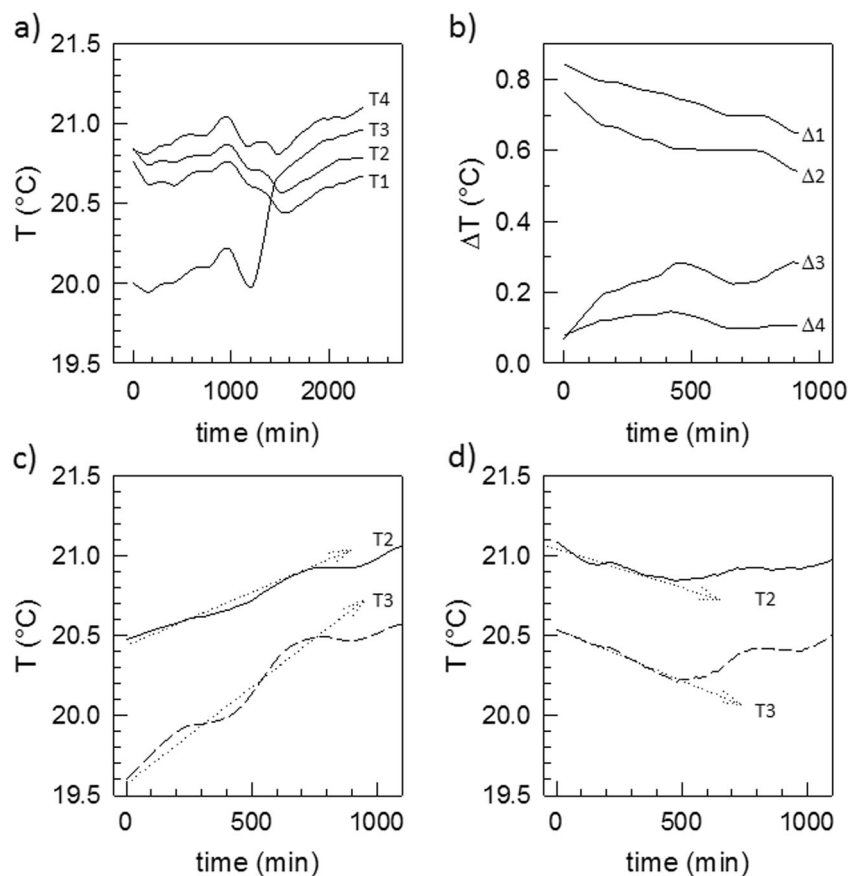 a)
21.5
21.0
20.5
20.0
19.5
T (°C)
T4
T3
T2
T1
0 1000 2000
time (min)
b)
0.8
0.6
0.4
0.2
0.0
ΔT (°C)
Δ1
Δ2
Δ3
Δ4
0 500 1000
time (min)
c)
21.5
21.0
20.5
20.0
19.5
T (°C)
T2
T3
0 500 1000
time (min)
d)
21.5
21.0
20.5
20.0
19.5
T (°C)
T2
T3
0 500 1000
time (min)